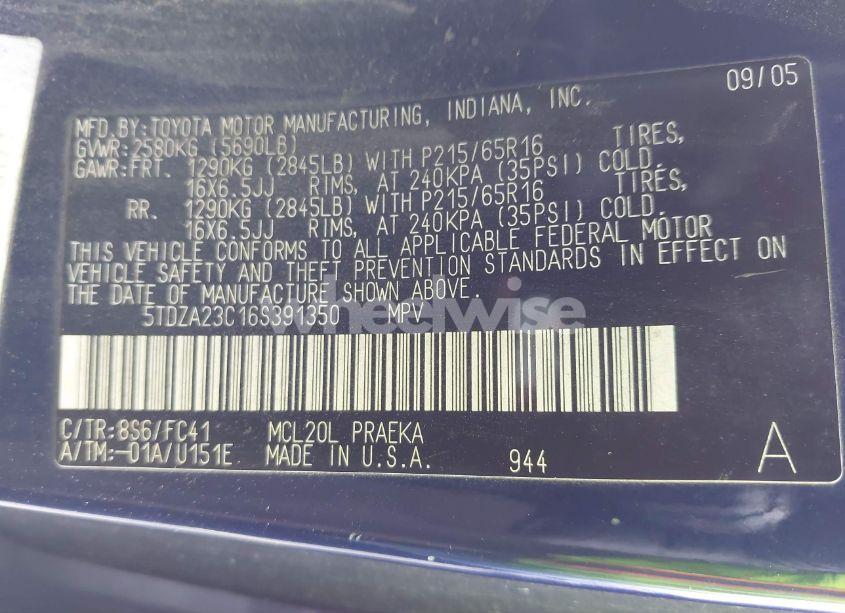 09/05
MFD.BY:TOYOTA MOTOR MANUFACTURING, INDIANA, INC.
GVWR:2580KG (5690LB)
GAWR:FRT. 1290KG (2845LB) WITH P215/65R16 TIRES,
16X6.5JJ RIMS, AT 240KPA (35PSI) COLD.
RR. 1290KG (2845LB) WITH P215/65R16 TIRES,
16X6.5JJ RIMS, AT 240KPA (35PSI) COLD.
THIS VEHICLE CONFORMS TO ALL APPLICABLE FEDERAL MOTOR
VEHICLE SAFETY AND THEFT PREVENTION STANDARDS IN EFFECT ON
THE DATE OF MANUFACTURE SHOWN ABOVE.
5TDZA23C16S391350 MPV
wheelwise
C/TR:8S6/FC41 MCL20L PRAEKA
A/TM:-01A/U151E MADE IN U.S.A. 944 A